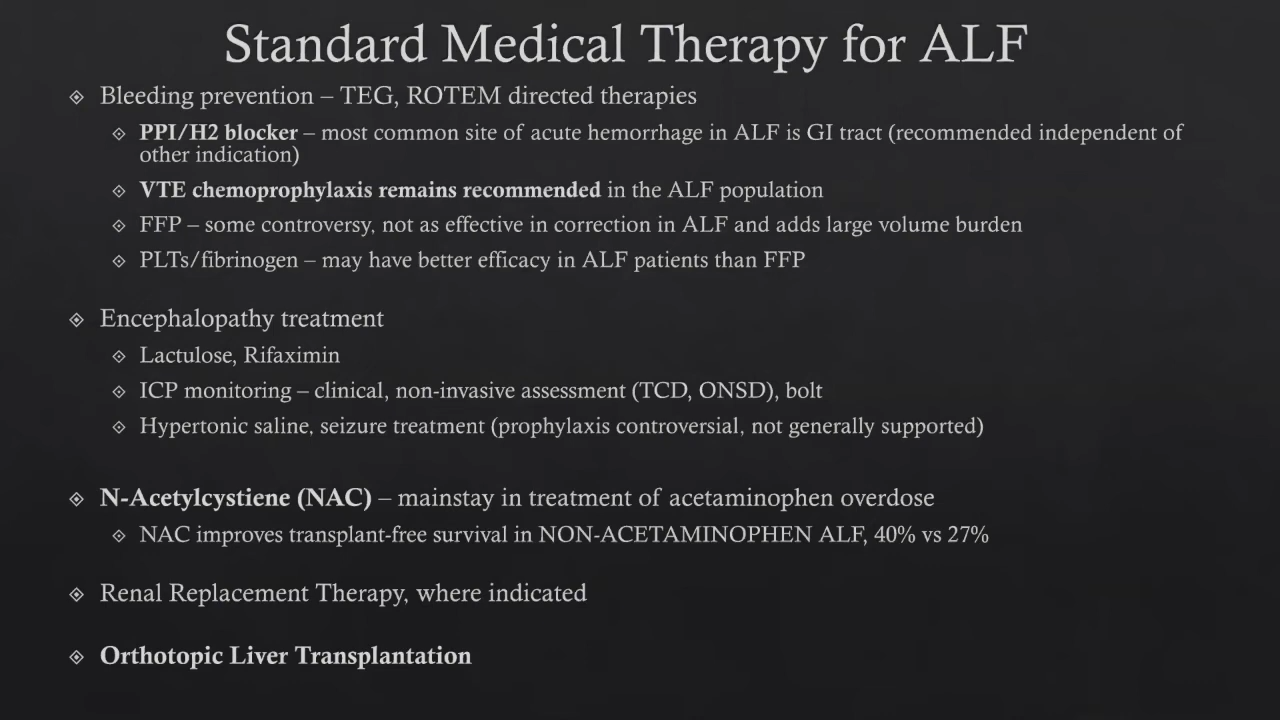 Standard Medical Therapy for ALF
Bleeding prevention – TEG, ROTEM directed therapies
PPI/H2 blocker – most common site of acute hemorrhage in ALF is GI tract (recommended independent of
other indication)
VTE chemoprophylaxis remains recommended in the ALF population
FFP – some controversy, not as effective in correction in ALF and adds large volume burden
PLTs/fibrinogen – may have better efficacy in ALF patients than FFP
Encephalopathy treatment
Lactulose, Rifaximin
ICP monitoring – clinical, non-invasive assessment (TCD, ONSD), bolt
Hypertonic saline, seizure treatment (prophylaxis controversial, not generally supported)
N-Acetylcystiene (NAC) – mainstay in treatment of acetaminophen overdose
NAC improves transplant-free survival in NON-ACETAMINOPHEN ALF, 40% vs 27%
Renal Replacement Therapy, where indicated
Orthotopic Liver Transplantation